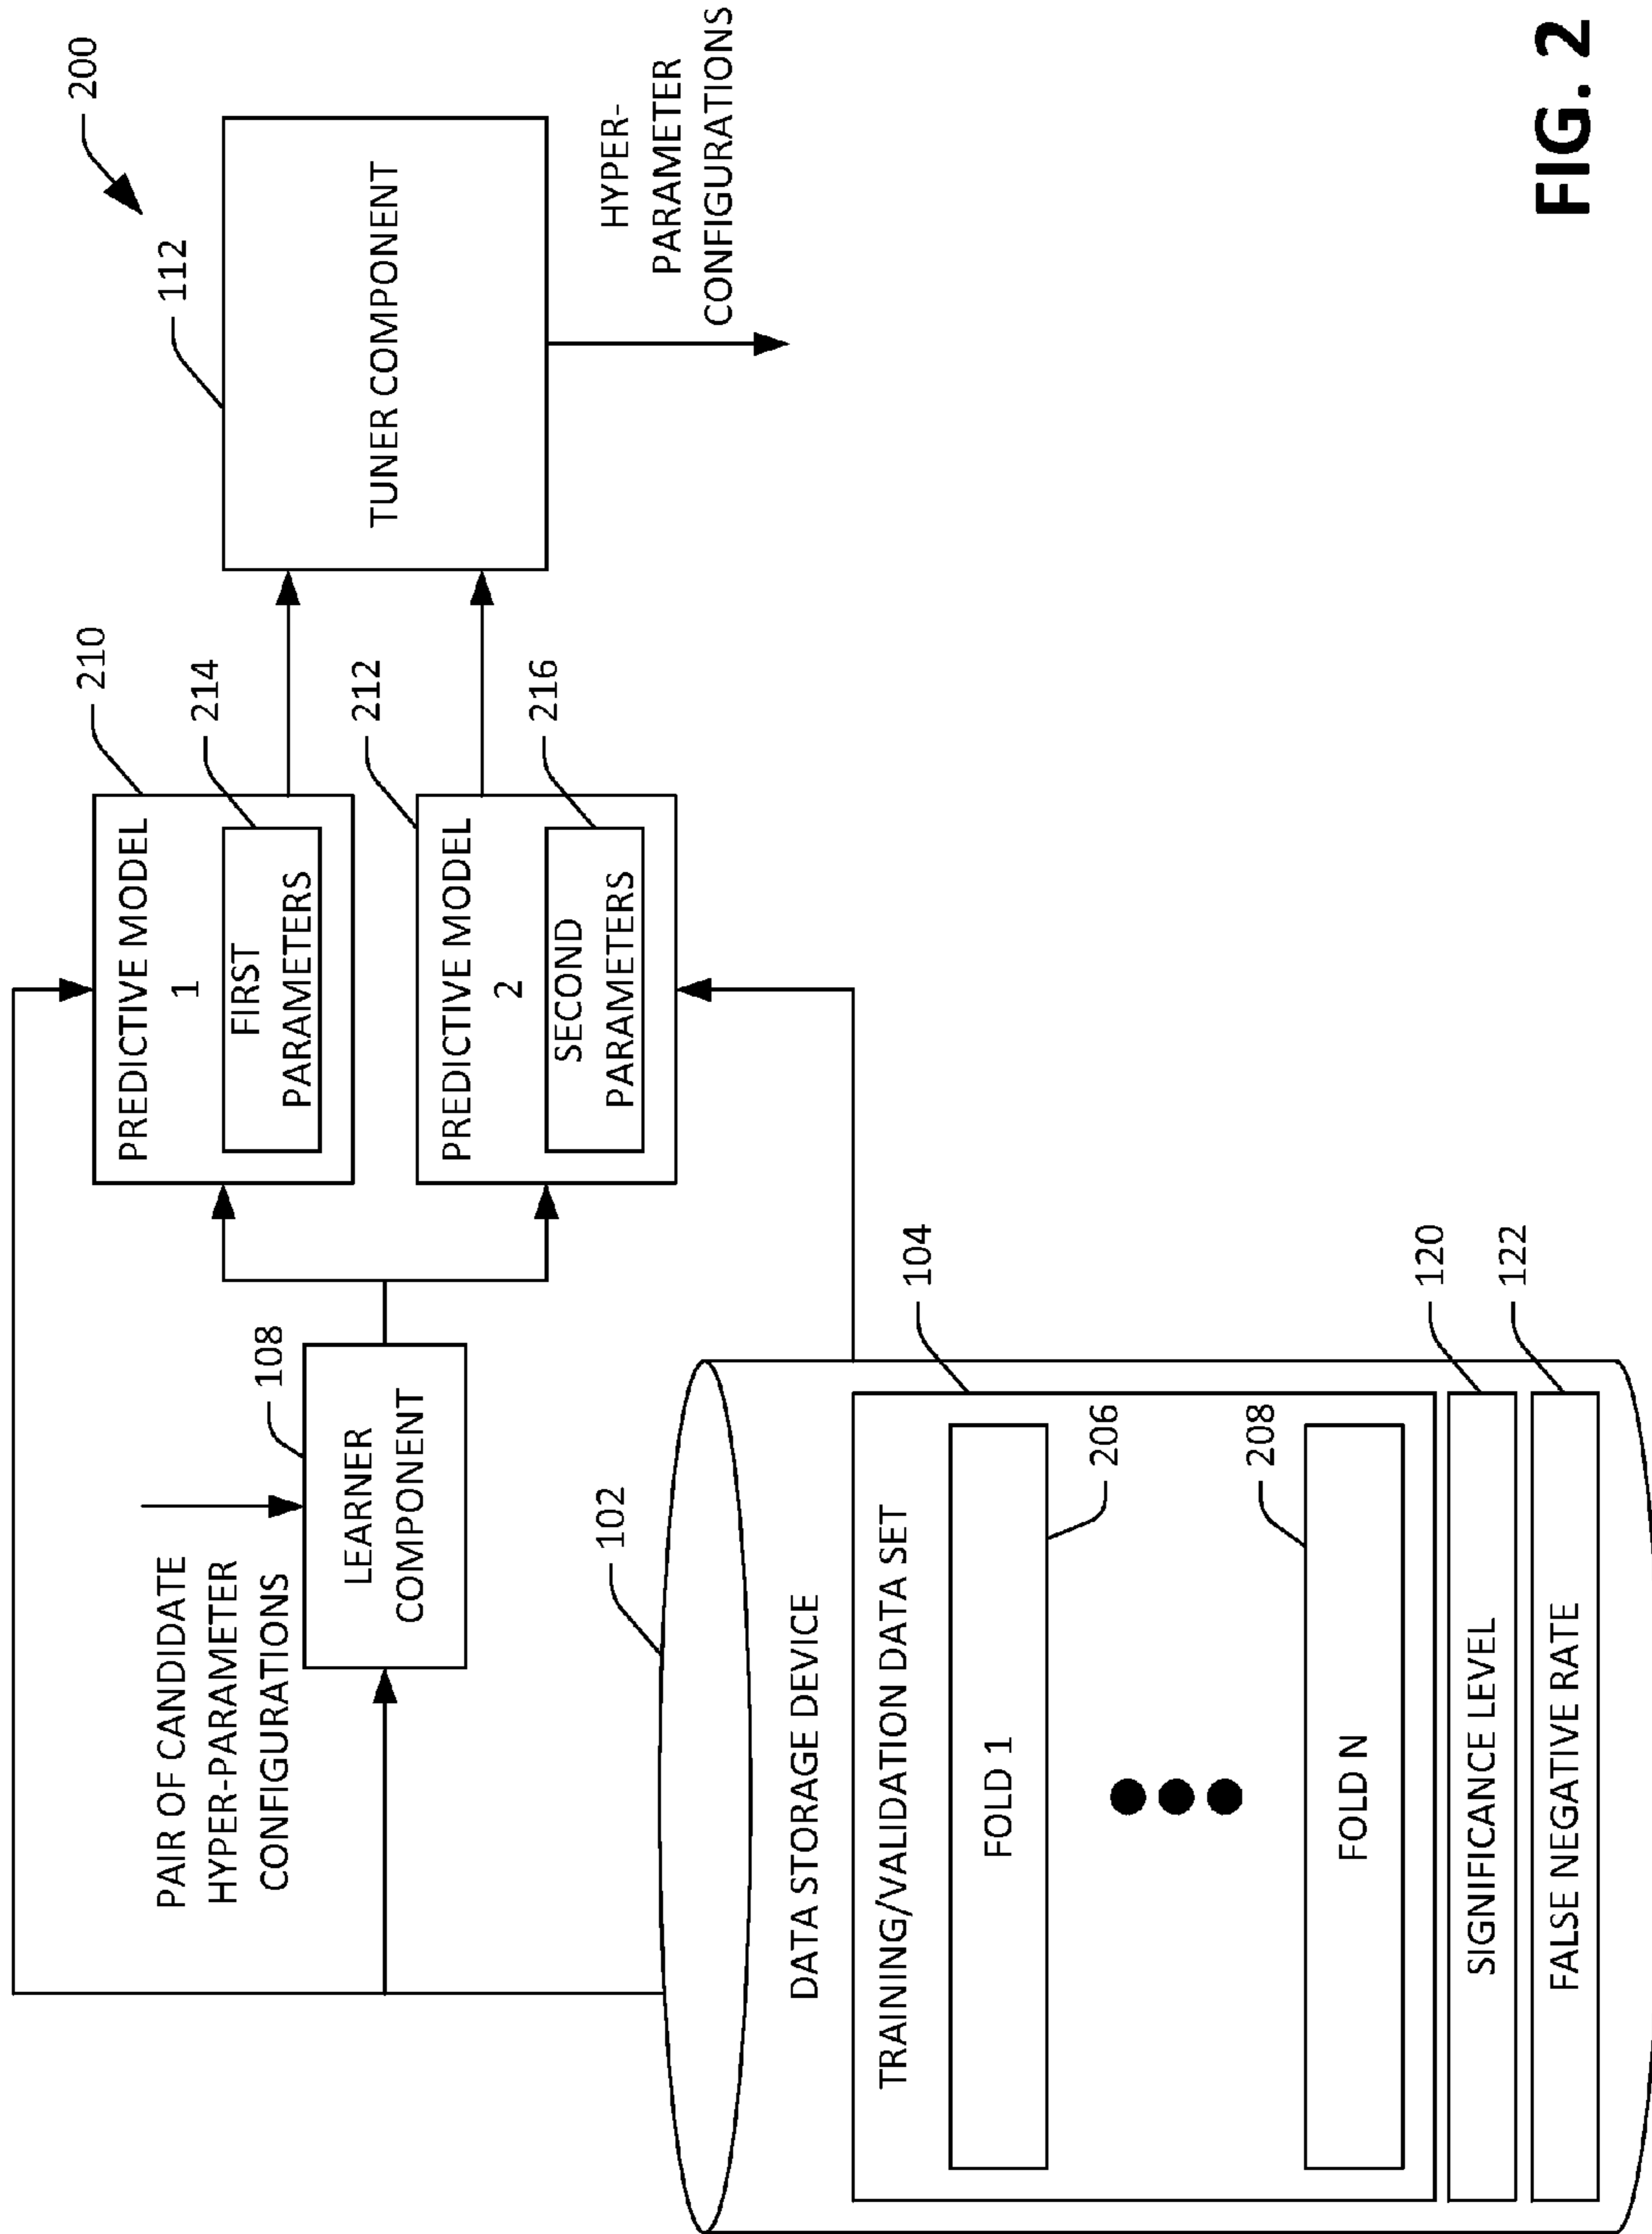 200
112
TUNER COMPONENT
HYPER-
PARAMETER
CONFIGURATIONS
210
PREDICTIVE MODEL
1
214
FIRST
PARAMETERS
212
PREDICTIVE MODEL
2
216
SECOND
PARAMETERS
PAIR OF CANDIDATE
HYPER-PARAMETER
CONFIGURATIONS
108
LEARNER
COMPONENT
102
DATA STORAGE DEVICE
104
TRAINING/VALIDATION DATA SET
FOLD 1
206
208
FOLD N
120
SIGNIFICANCE LEVEL
122
FALSE NEGATIVE RATE
FIG. 2